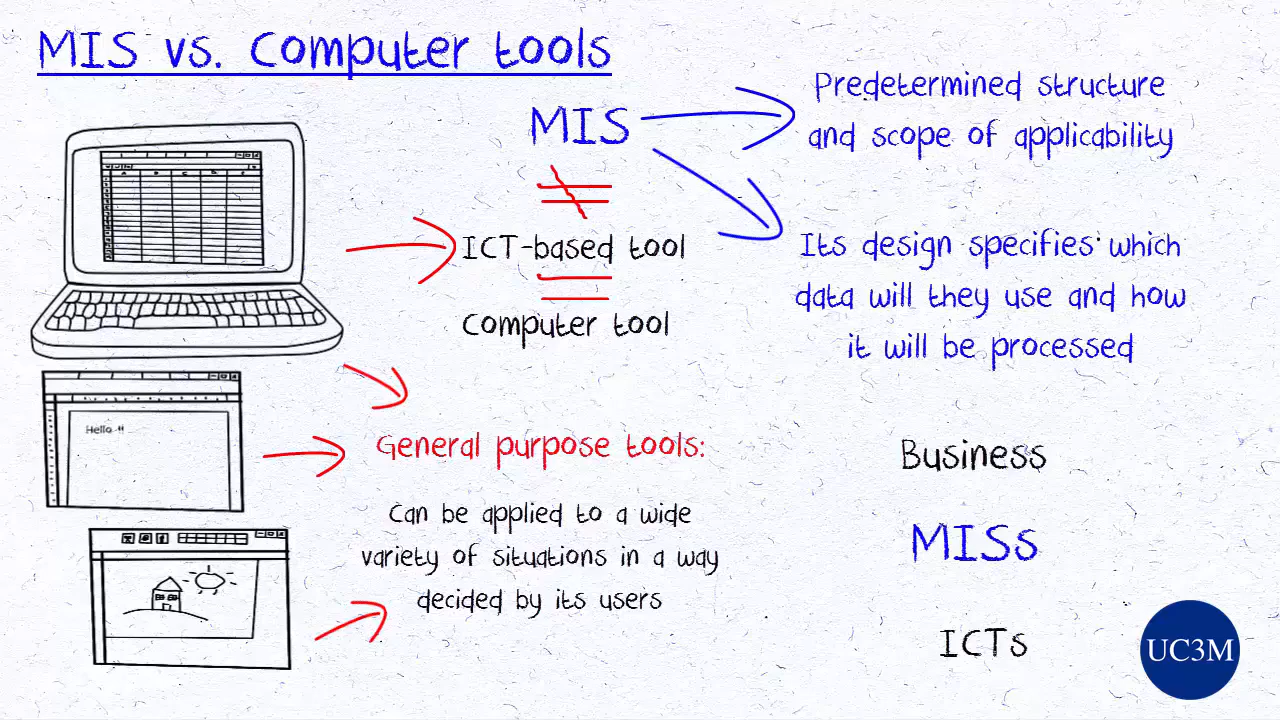 MIS vs. Computer tools
MIS
Predetermined structure
and scope of applicability
ICT-based tool
Computer tool
Its design specifies which
data will they use and how
it will be processed
Hello !!
General purpose tools:
Can be applied to a wide
variety of situations in a way
decided by its users
Business
MISs
ICTs
UC3M